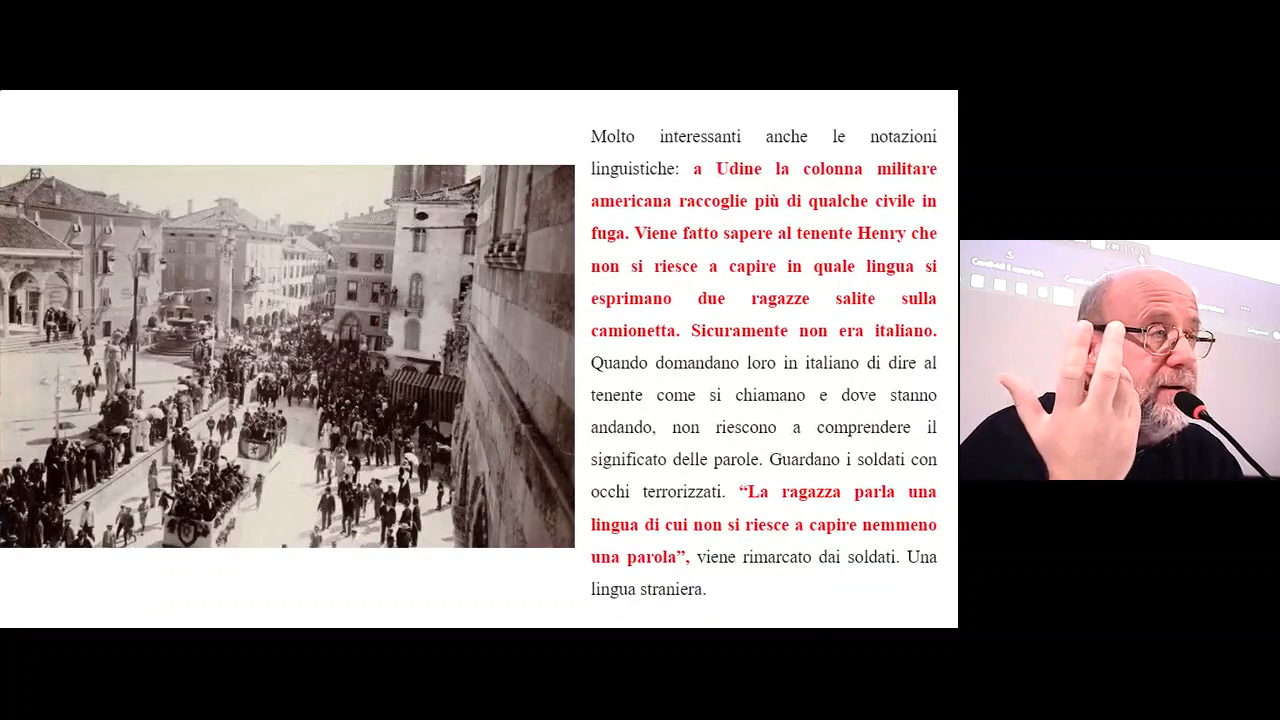 Molto interessanti anche le notazioni
linguistiche: a Udine la colonna militare
americana raccoglie più di qualche civile in
fuga. Viene fatto sapere al tenente Henry che
non si riesce a capire in quale lingua si
esprimano due ragazze salite sulla
camionetta. Sicuramente non era italiano.
Quando domandano loro in italiano di dire al
tenente come si chiamano e dove stanno
andando, non riescono a comprendere il
significato delle parole. Guardano i soldati con
occhi terrorizzati. “La ragazza parla una
lingua di cui non si riesce a capire nemmeno
una parola”, viene rimarcato dai soldati. Una
lingua straniera.